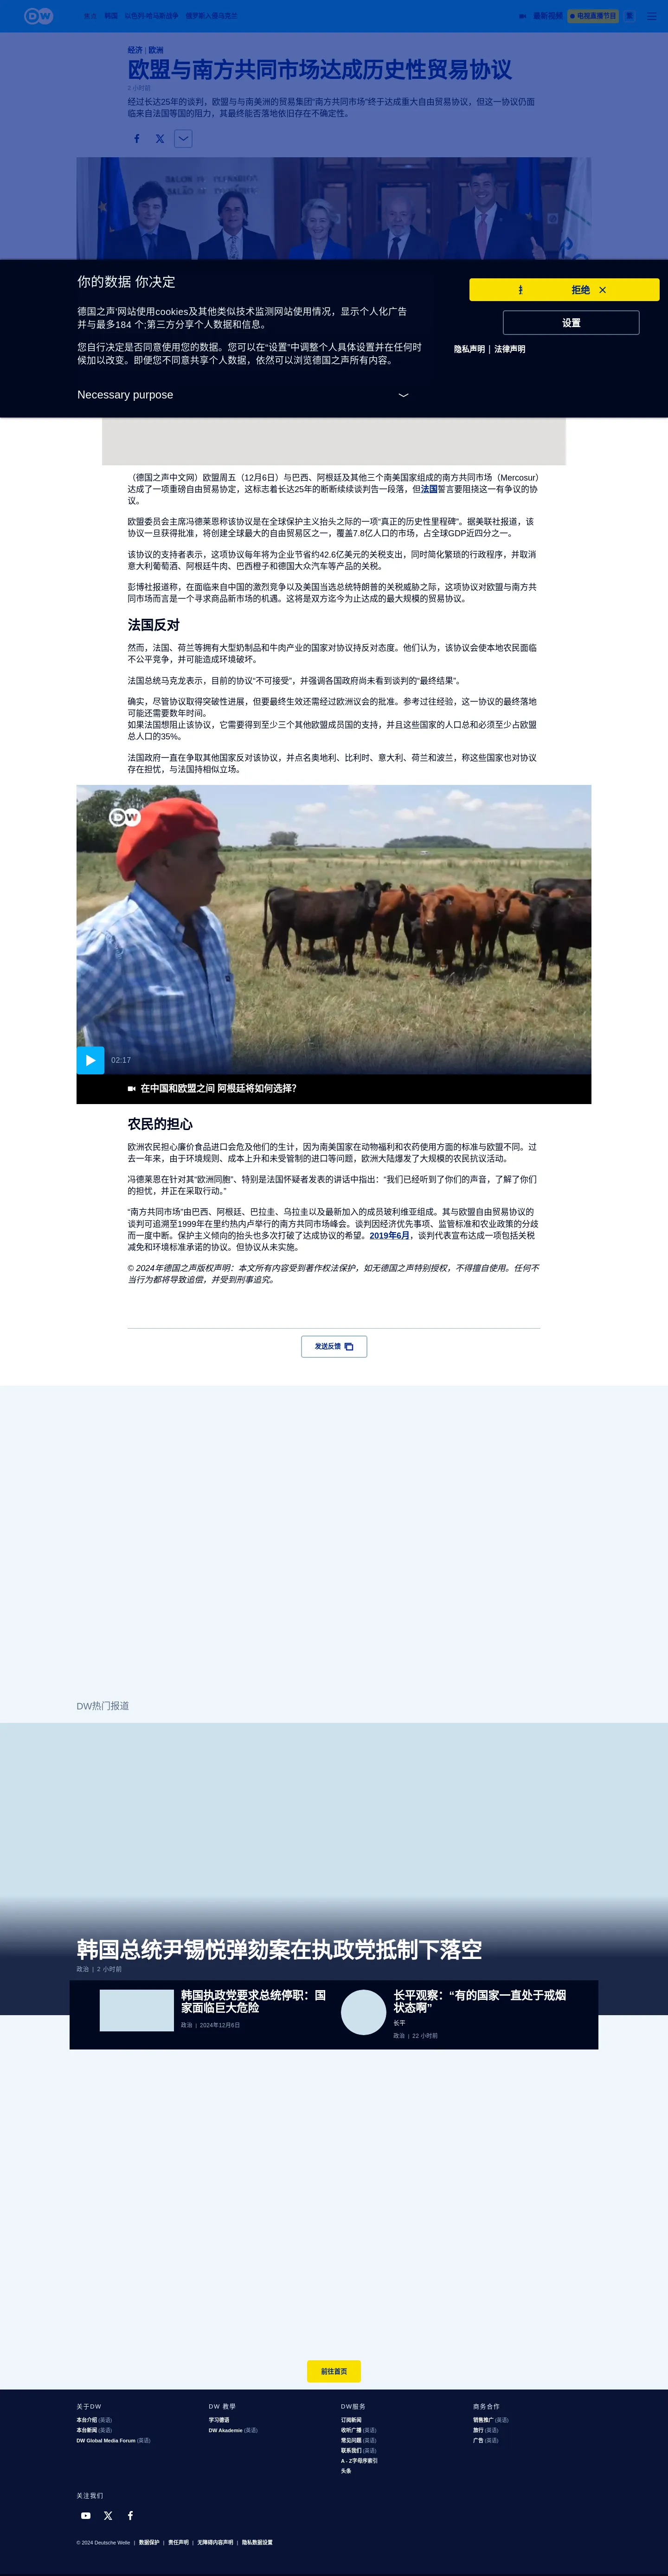 DW
焦点 韩国 以色列-哈马斯战争 俄罗斯入侵乌克兰
最新视频 电视直播节目
经济 | 欧洲
欧盟与南方共同市场达成历史性贸易协议
2 小时前
经过长达25年的谈判，欧盟与与南美洲的贸易集团“南方共同市场”终于达成重大自由贸易协议，但这一协议仍面
临来自法国等国的阻力，其最终能否落地依旧存在不确定性。
你的数据 你决定
拒绝
德国之声'网站使用cookies及其他类似技术监测网站使用情况，显示个人化广告
并与最多184 个;第三方分享个人数据和信息。
设置
您自行决定是否同意使用您的数据。您可以在“设置”中调整个人具体设置并在任何时
候加以改变。即便您不同意共享个人数据，依然可以浏览德国之声所有内容。
隐私声明 | 法律声明
Necessary purpose
（德国之声中文网）欧盟周五（12月6日）与巴西、阿根廷及其他三个南美国家组成的南方共同市场（Mercosur）
达成了一项重磅自由贸易协定，这标志着长达25年的断断续续谈判告一段落，但法国誓言要阻挠这一有争议的协
议。
欧盟委员会主席冯德莱恩称该协议是在全球保护主义抬头之际的一项“真正的历史性里程碑”。据美联社报道，该
协议一旦获得批准，将创建全球最大的自由贸易区之一，覆盖7.8亿人口的市场，占全球GDP近四分之一。
该协议的支持者表示，这项协议每年将为企业节省约42.6亿美元的关税支出，同时简化繁琐的行政程序，并取消
意大利葡萄酒、阿根廷牛肉、巴西橙子和德国大众汽车等产品的关税。
彭博社报道称，在面临来自中国的激烈竞争以及美国当选总统特朗普的关税威胁之际，这项协议对欧盟与南方共
同市场而言是一个寻求商品新市场的机遇。这将是双方迄今为止达成的最大规模的贸易协议。
法国反对
然而，法国、荷兰等拥有大型奶制品和牛肉产业的国家对协议持反对态度。他们认为，该协议会使本地农民面临
不公平竞争，并可能造成环境破坏。
法国总统马克龙表示，目前的协议“不可接受”，并强调各国政府尚未看到谈判的“最终结果”。
确实，尽管协议取得突破性进展，但要最终生效还需经过欧洲议会的批准。参考过往经验，这一协议的最终落地
可能还需要数年时间。
如果法国想阻止该协议，它需要得到至少三个其他欧盟成员国的支持，并且这些国家的人口总和必须至少占欧盟
总人口的35%。
法国政府一直在争取其他国家反对该协议，并点名奥地利、比利时、意大利、荷兰和波兰，称这些国家也对协议
存在担忧，与法国持相似立场。
DW
02:17
在中国和欧盟之间 阿根廷将如何选择？
农民的担心
欧洲农民担心廉价食品进口会危及他们的生计，因为南美国家在动物福利和农药使用方面的标准与欧盟不同。过
去一年来，由于环境规则、成本上升和未受管制的进口等问题，欧洲大陆爆发了大规模的农民抗议活动。
冯德莱恩在针对其“欧洲同胞”、特别是法国怀疑者发表的讲话中指出：“我们已经听到了你们的声音，了解了你们
的担忧，并正在采取行动。”
“南方共同市场”由巴西、阿根廷、巴拉圭、乌拉圭以及最新加入的成员玻利维亚组成。其与欧盟自由贸易协议的
谈判可追溯至1999年在里约热内卢举行的南方共同市场峰会。谈判因经济优先事项、监管标准和农业政策的分歧
而一度中断。保护主义倾向的抬头也多次打破了达成协议的希望。2019年6月，谈判代表宣布达成一项包括关税
减免和环境标准承诺的协议。但协议从未实施。
© 2024年德国之声版权声明：本文所有内容受到著作权法保护，如无德国之声特别授权，不得擅自使用。任何不
当行为都将导致追偿，并受到刑事追究。
发送反馈
DW热门报道
韩国总统尹锡悦弹劾案在执政党抵制下落空
政治 | 2 小时前
韩国执政党要求总统停职：国
家面临巨大危险
政治 | 2024年12月6日
长平观察：“有的国家一直处于戒烟
状态啊”
长平
政治 | 22 小时前
前往首页
关于DW
本台介绍 (英语)
本台新闻 (英语)
DW Global Media Forum (英语)
DW 教學
学习德语
DW Akademie (英语)
DW服务
订阅新闻
收听广播 (英语)
常见问题 (英语)
联系我们 (英语)
A - Z字母序索引
头条
商务合作
销售推广 (英语)
旅行 (英语)
广告 (英语)
关注我们
© 2024 Deutsche Welle | 数据保护 | 责任声明 | 无障碍内容声明 | 隐私数据设置